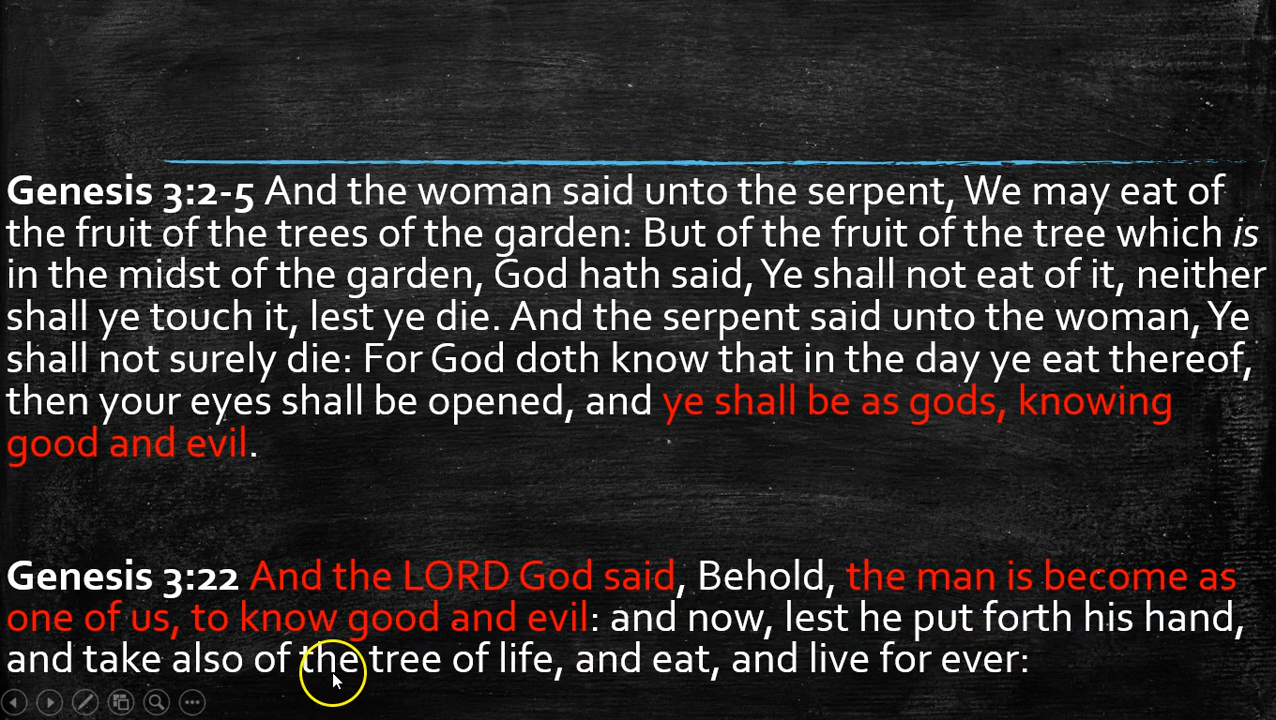 Genesis 3:2-5 And the woman said unto the serpent, We may eat of
the fruit of the trees of the garden: But of the fruit of the tree which is
in the midst of the garden, God hath said, Ye shall not eat of it, neither
shall ye touch it, lest ye die. And the serpent said unto the woman, Ye
shall not surely die: For God doth know that in the day ye eat thereof,
then your eyes shall be opened, and ye shall be as gods, knowing
good and evil.
Genesis 3:22 And the LORD God said, Behold, the man is become as
one of us, to know good and evil: and now, lest he put forth his hand,
and take also of the tree of life, and eat, and live for ever: